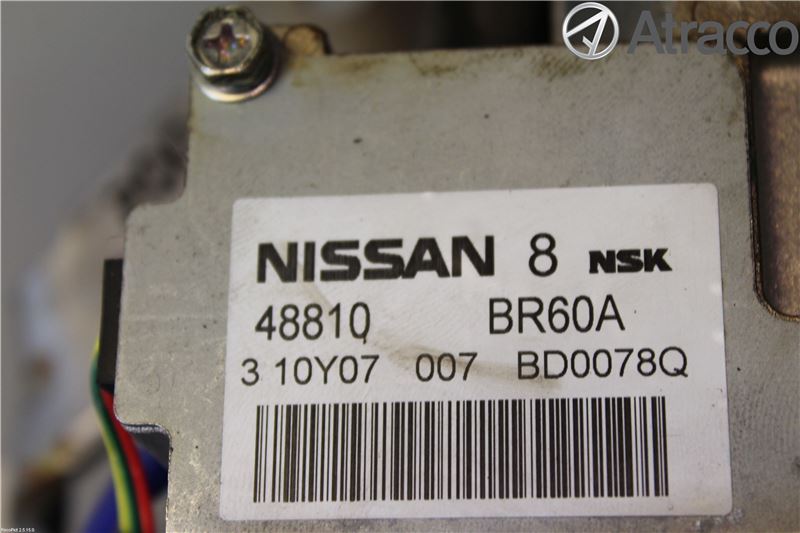 Atracco
NISSAN 8 NSK
48810 BR60A
3 10Y07 007 BD0078Q